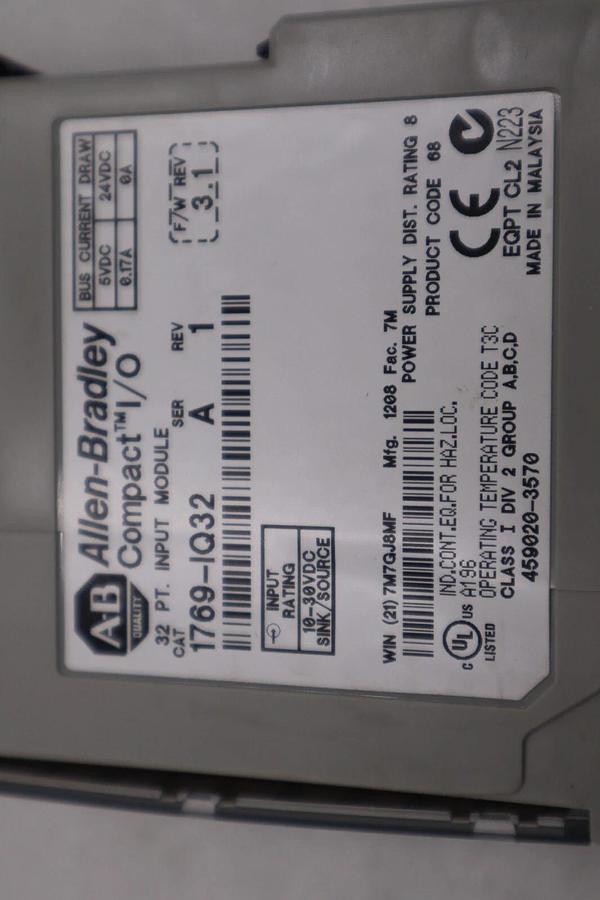 AB
QUALITY
Allen-Bradley
Compact™ I/O
BUS CURRENT DRAW
5VDC 24VDC
0.17A 0A
32 PT. INPUT MODULE
CAT SER REV F/W REV
1769-IQ32 A 1 3.1
INPUT
RATING
10-30VDC
SINK/SOURCE
WIN (21) 7M7GJ8MF Mfg. 1208 Fac. 7M
POWER SUPPLY DIST. RATING 8
PRODUCT CODE 68
IND.CONT.EQ.FOR HAZ.LOC.
A196
OPERATING TEMPERATURE CODE T3C
CLASS I DIV 2 GROUP A,B,C,D
459020-3570
C UL US
LISTED
CE
EQPT CL2 N223
MADE IN MALAYSIA